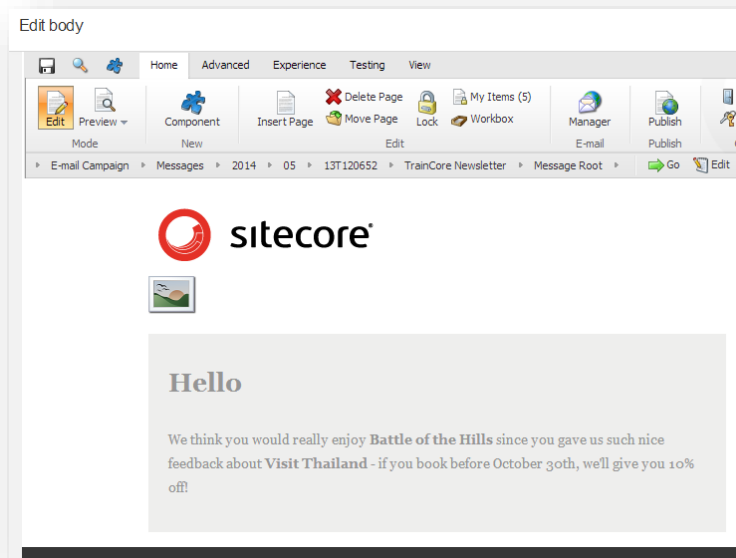 Edit body
Home Advanced Experience Testing View
Edit Preview Component Insert Page Delete Page Move Page Lock My Items (5) Workbox Manager Publish
Mode New Edit E-mail Publish
E-mail Campaign Messages 2014 05 13T120652 TrainCore Newsletter Message Root Go Edit
sitecore
Hello
We think you would really enjoy Battle of the Hills since you gave us such nice
feedback about Visit Thailand - if you book before October 30th, we'll give you 10%
off!